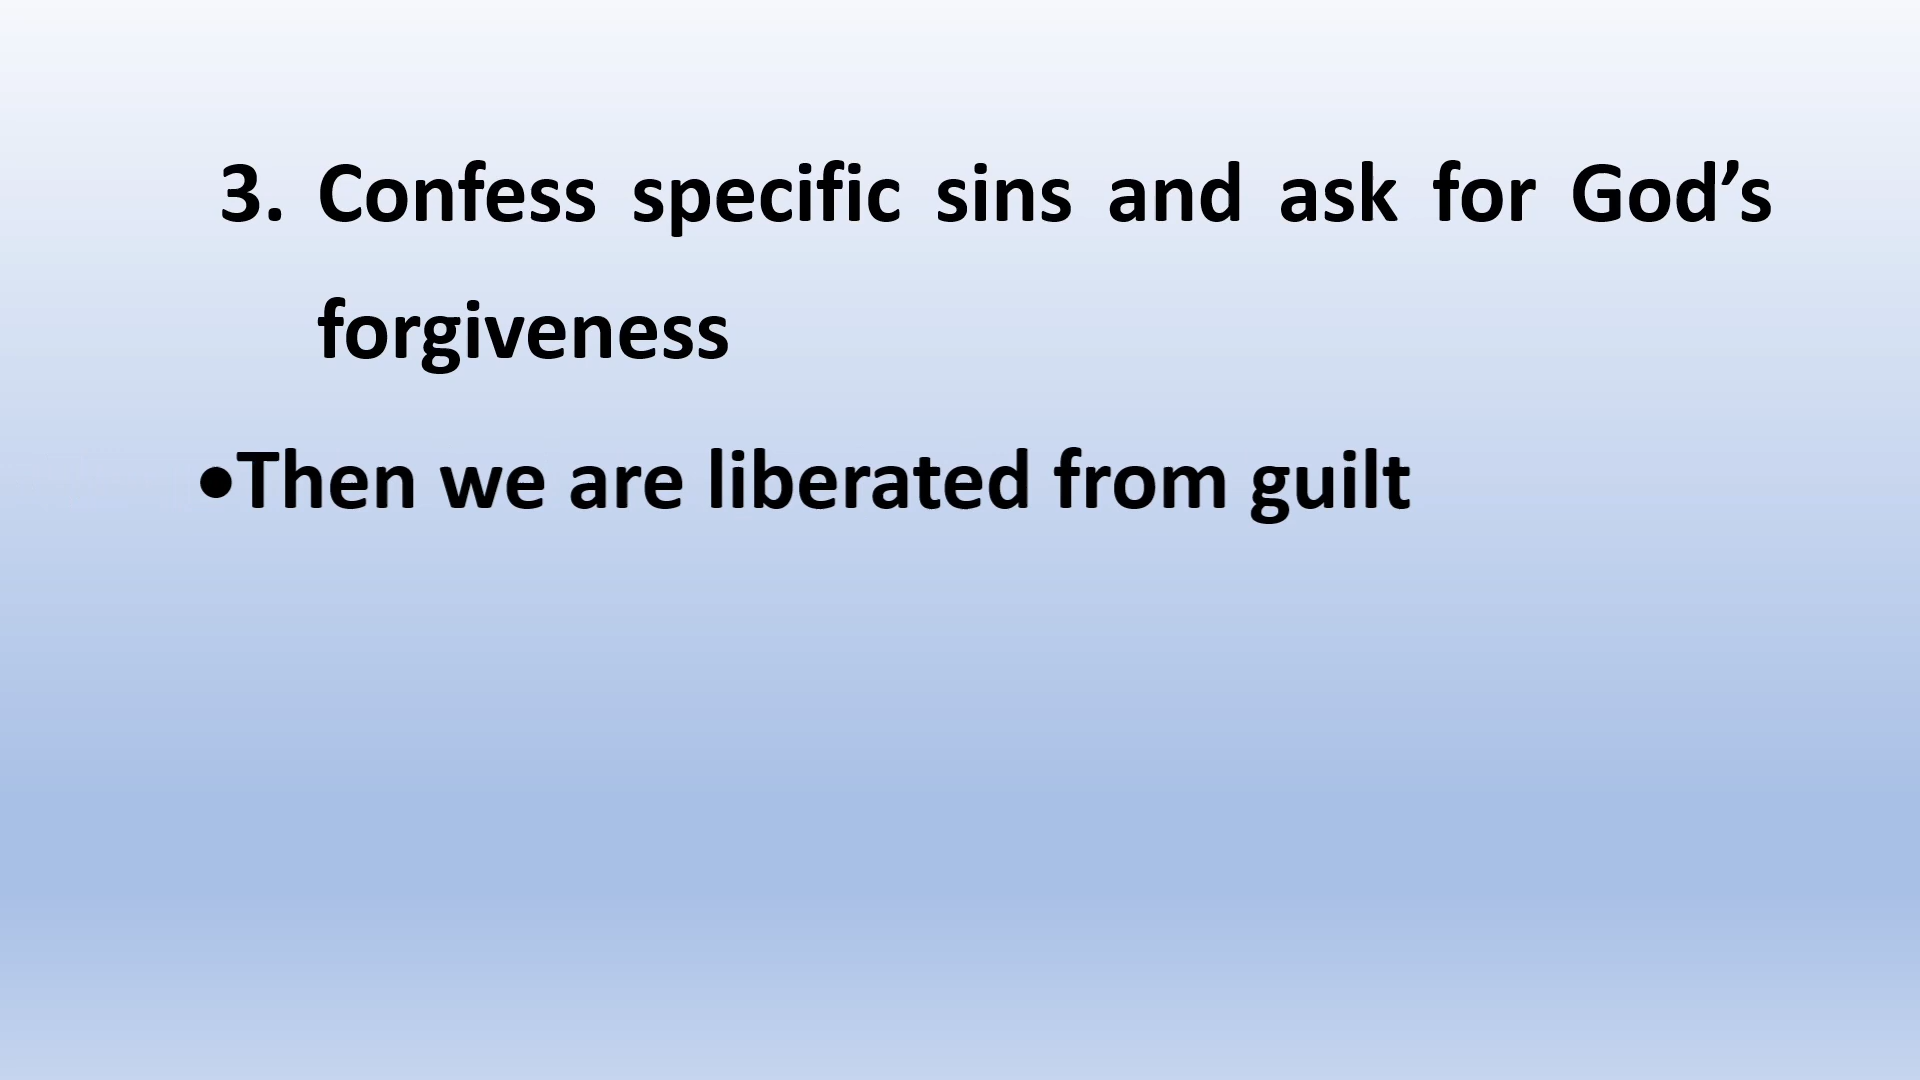 3. Confess specific sins and ask for God’s
forgiveness
•Then we are liberated from guilt